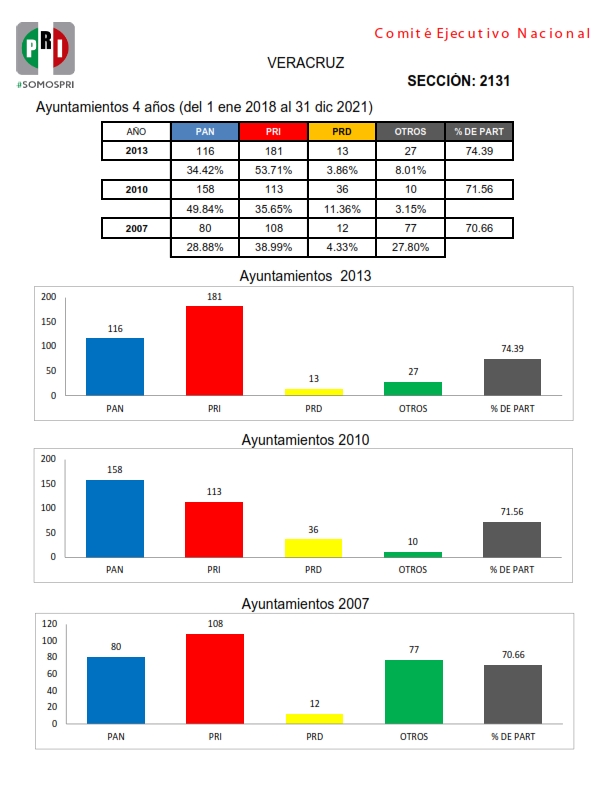 Comité Ejecutivo Nacional
PRI
#SOMOSPRI
VERACRUZ
SECCIÓN: 2131
Ayuntamientos 4 años (del 1 ene 2018 al 31 dic 2021)
AÑO PAN PRI PRD OTROS % DE PART
2013 116 181 13 27 74.39
34.42% 53.71% 3.86% 8.01%
2010 158 113 36 10 71.56
49.84% 35.65% 11.36% 3.15%
2007 80 108 12 77 70.66
28.88% 38.99% 4.33% 27.80%
Ayuntamientos 2013
200
150
100
50
0
116 181 13 27 74.39
PAN PRI PRD OTROS % DE PART
Ayuntamientos 2010
200
150
100
50
0
158 113 36 10 71.56
PAN PRI PRD OTROS % DE PART
Ayuntamientos 2007
120
100
80
60
40
20
0
80 108 12 77 70.66
PAN PRI PRD OTROS % DE PART